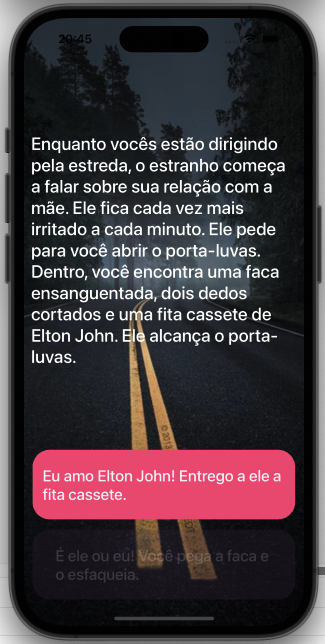 20:45
Enquanto vocês estão dirigindo
pela estreda, o estranho começa
a falar sobre sua relação com a
mãe. Ele fica cada vez mais
irritado a cada minuto. Ele pede
para você abrir o porta-luvas.
Dentro, você encontra uma faca
ensanguentada, dois dedos
cortados e uma fita cassete de
Elton John. Ele alcança o porta-
luvas.
© 2013
Eu amo Elton John! Entrego a ele a
fita cassete.
É ele ou eu! Você pega a faca e
o esfaqueia.